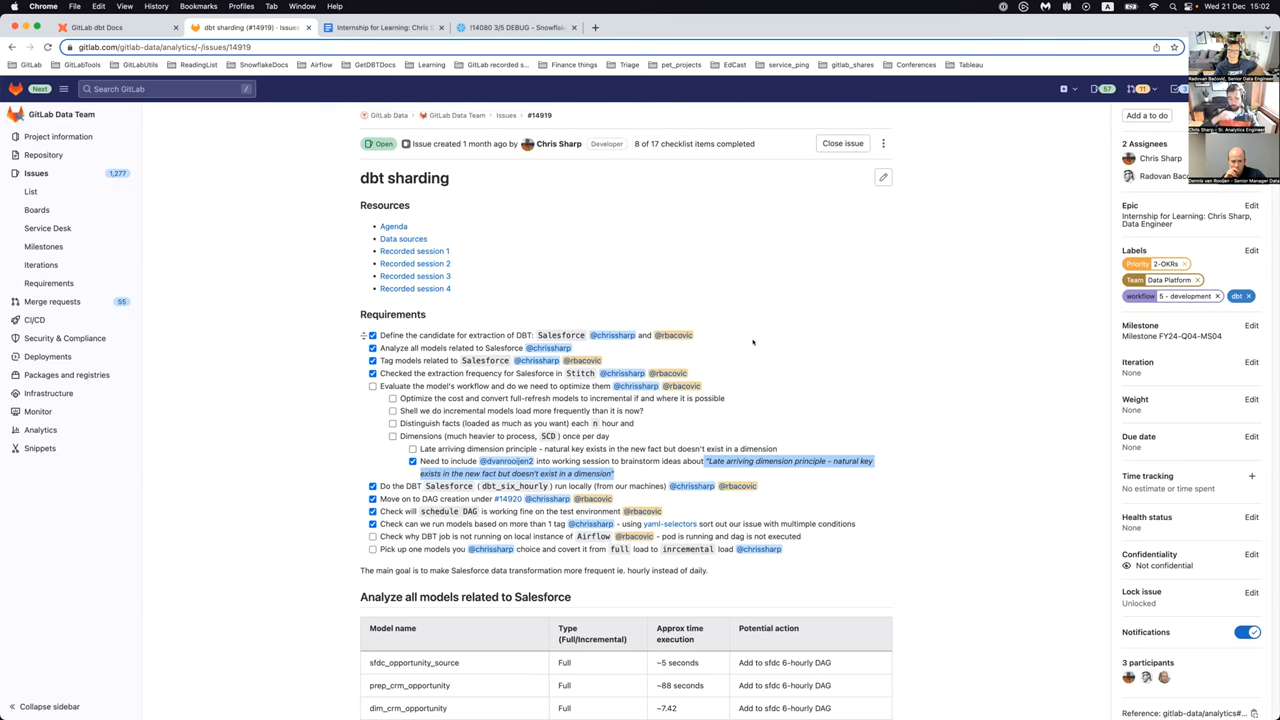 Chrome File Edit View History Bookmarks Profiles Tab Window Help
Wed 21 Dec 15:02
GitLab dbt Docs
dbt sharding (#14919) · Issues ·
Internship for Learning: Chris S
!14080 3/5 DEBUG - Snowflake
gitlab.com/gitlab-data/analytics/-/issues/14919
GitLab GitLabTools GitLabUtils ReadingList SnowflakeDocs Airflow GetDBTDocs Learning GitLab recorded s... Finance things Triage pet_projects EdCast service_ping gitlab_shares Conferences Tableau
Next
Search GitLab /
57 11
Radovan Baćović, Senior Data Engineer
Chris Sharp - Sr. Analytics Engineer
Dennis van Rooijen - Senior Manager Data
GitLab Data Team
Project information
Repository
Issues 1,277
List
Boards
Service Desk
Milestones
Iterations
Requirements
Merge requests 55
CI/CD
Security & Compliance
Deployments
Packages and registries
Infrastructure
Monitor
Analytics
Snippets
Collapse sidebar
GitLab Data > GitLab Data Team > Issues > #14919
Open Issue created 1 month ago by Chris Sharp Developer 8 of 17 checklist items completed
Close issue
dbt sharding
Resources
• Agenda
• Data sources
• Recorded session 1
• Recorded session 2
• Recorded session 3
• Recorded session 4
Requirements
Define the candidate for extraction of DBT: Salesforce @chrissharp and @rbacovic
Analyze all models related to Salesforce @chrissharp
Tag models related to Salesforce @chrissharp @rbacovic
Checked the extraction frequency for Salesforce in Stitch @chrissharp @rbacovic
Evaluate the model's workflow and do we need to optimize them @chrissharp @rbacovic
Optimize the cost and convert full-refresh models to incremental if and where it is possible
Shell we do incremental models load more frequently than it is now?
Distinguish facts (loaded as much as you want) each n hour and
Dimensions (much heavier to process, SCD) once per day
Late arriving dimension principle - natural key exists in the new fact but doesn't exist in a dimension
Need to include @dvanrooijen2 into working session to brainstorm ideas about "Late arriving dimension principle - natural key
exists in the new fact but doesn't exist in a dimension"
Do the DBT Salesforce ( dbt_six_hourly ) run locally (from our machines) @chrissharp @rbacovic
Move on to DAG creation under #14920 @chrissharp @rbacovic
Check will schedule DAG is working fine on the test environment @rbacovic
Check can we run models based on more than 1 tag @chrissharp - using yaml-selectors sort out our issue with multimple conditions
Check why DBT job is not running on local instance of Airflow @rbacovic - pod is running and dag is not executed
Pick up one models you @chrissharp choice and covert it from full load to inrcemental load @chrissharp
The main goal is to make Salesforce data transformation more frequent ie. hourly instead of daily.
Analyze all models related to Salesforce
Model name Type (Full/Incremental) Approx time execution Potential action
sfdc_opportunity_source Full ~5 seconds Add to sfdc 6-hourly DAG
prep_crm_opportunity Full ~88 seconds Add to sfdc 6-hourly DAG
dim_crm_opportunity Full ~7.42 Add to sfdc 6-hourly DAG
Add a to do
2 Assignees
Chris Sharp
Radovan Baco
Epic Edit
Internship for Learning: Chris Sharp,
Data Engineer
Labels Edit
Priority 2-OKRs ×
Team Data Platform ×
workflow 5 - development × dbt ×
Milestone Edit
Milestone FY24-Q04-MS04
Iteration Edit
None
Weight Edit
None
Due date Edit
None
Time tracking +
No estimate or time spent
Health status Edit
None
Confidentiality Edit
Not confidential
Lock issue Edit
Unlocked
Notifications
3 participants
Reference: gitlab-data/analytics#...